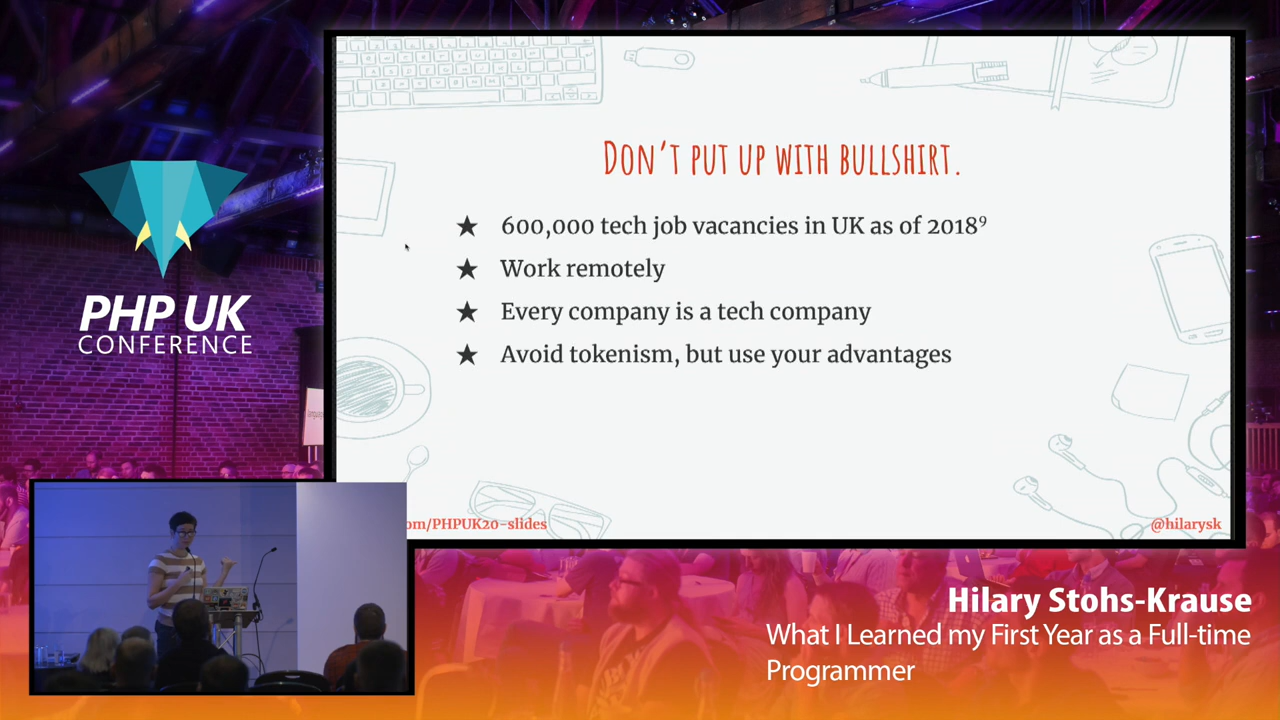 DON'T PUT UP WITH BULLSHIRT.
★ 600,000 tech job vacancies in UK as of 2018⁹
★ Work remotely
★ Every company is a tech company
★ Avoid tokenism, but use your advantages
om/PHPUK20-slides
@hilarysk
PHP UK
CONFERENCE
Hilary Stohs-Krause
What I Learned my First Year as a Full-time
Programmer